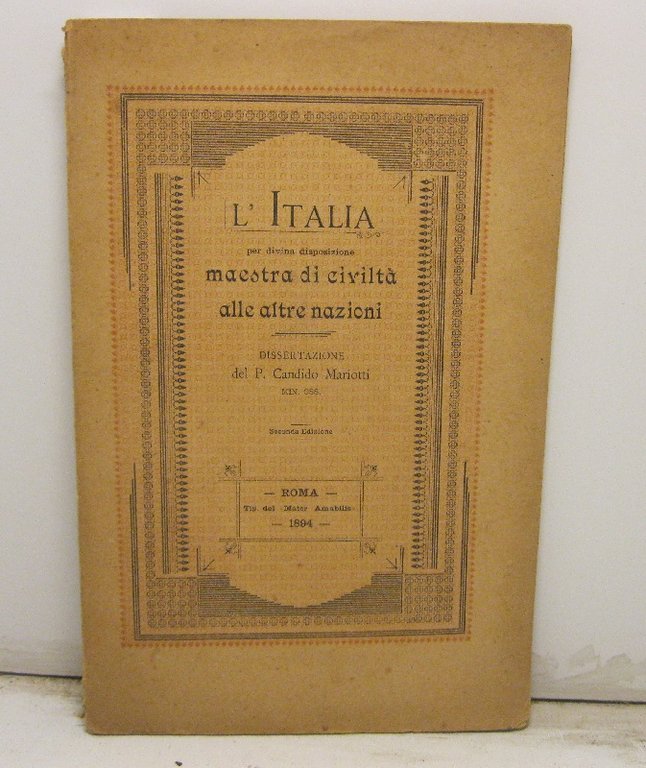 L' ITALIA
per divina disposizione
maestra di civiltà
alle altre nazioni
DISSERTAZIONE
del P. Candido Mariotti
MIN. OSS.
Seconda Edizione
— ROMA —
Tip. del Mater Amabilis
— 1894 —